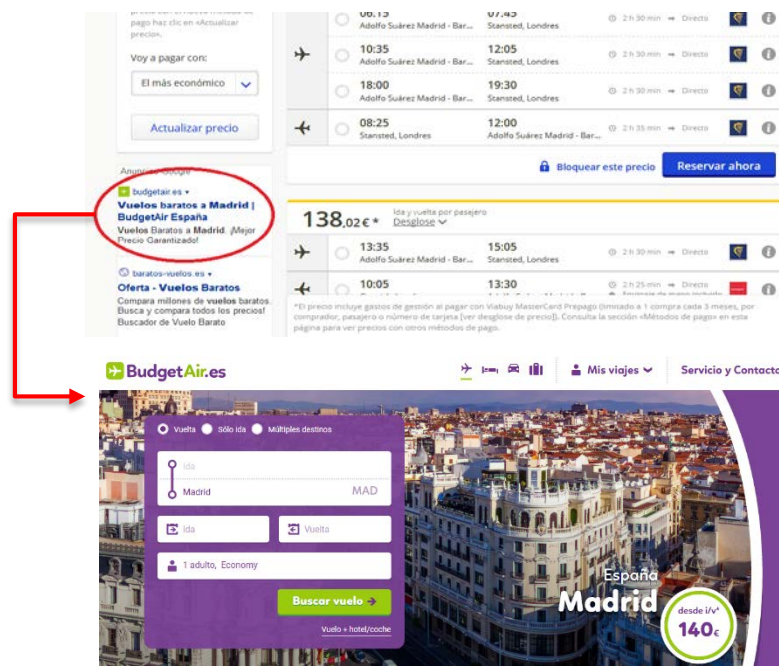 pago haz clic en «Actualizar
precio».
Voy a pagar con:
El más económico
Actualizar precio
Anuncios Google
budgetair.es
Vuelos baratos a Madrid |
BudgetAir España
Vuelos Baratos a Madrid. ¡Mejor
Precio Garantizado!
baratos-vuelos.es
Oferta - Vuelos Baratos
Compara millones de vuelos baratos.
Busca y compara todos los precios!
Buscador de Vuelo Barato
06:15 07:45
Adolfo Suárez Madrid - Bar... Stansted, Londres 2 h 30 min Directo
10:35 12:05
Adolfo Suárez Madrid - Bar... Stansted, Londres 2 h 30 min Directo
18:00 19:30
Adolfo Suárez Madrid - Bar... Stansted, Londres 2 h 30 min Directo
08:25 12:00
Stansted, Londres Adolfo Suárez Madrid - Bar... 2 h 35 min Directo
Bloquear este precio Reservar ahora
138,02 € * Ida y vuelta por pasajero
Desglose
13:35 15:05
Adolfo Suárez Madrid - Bar... Stansted, Londres 2 h 30 min Directo
10:05 13:30 2 h 25 min Directo
*El precio incluye gastos de gestión al pagar con Viabuy MasterCard Prepago (limitado a 1 compra cada 3 meses, por
comprador, pasajero o número de tarjeta [ver desglose de precio]). Consulta la sección «Métodos de pago» en esta
página para ver precios con otros métodos de pago.
BudgetAir.es Mis viajes Servicio y Contacto
Vuelta Sólo ida Múltiples destinos
Ida
Madrid MAD
Ida Vuelta
1 adulto, Economy
Buscar vuelo
Vuelo + hotel/coche
España
Madrid
desde i/v*
140€